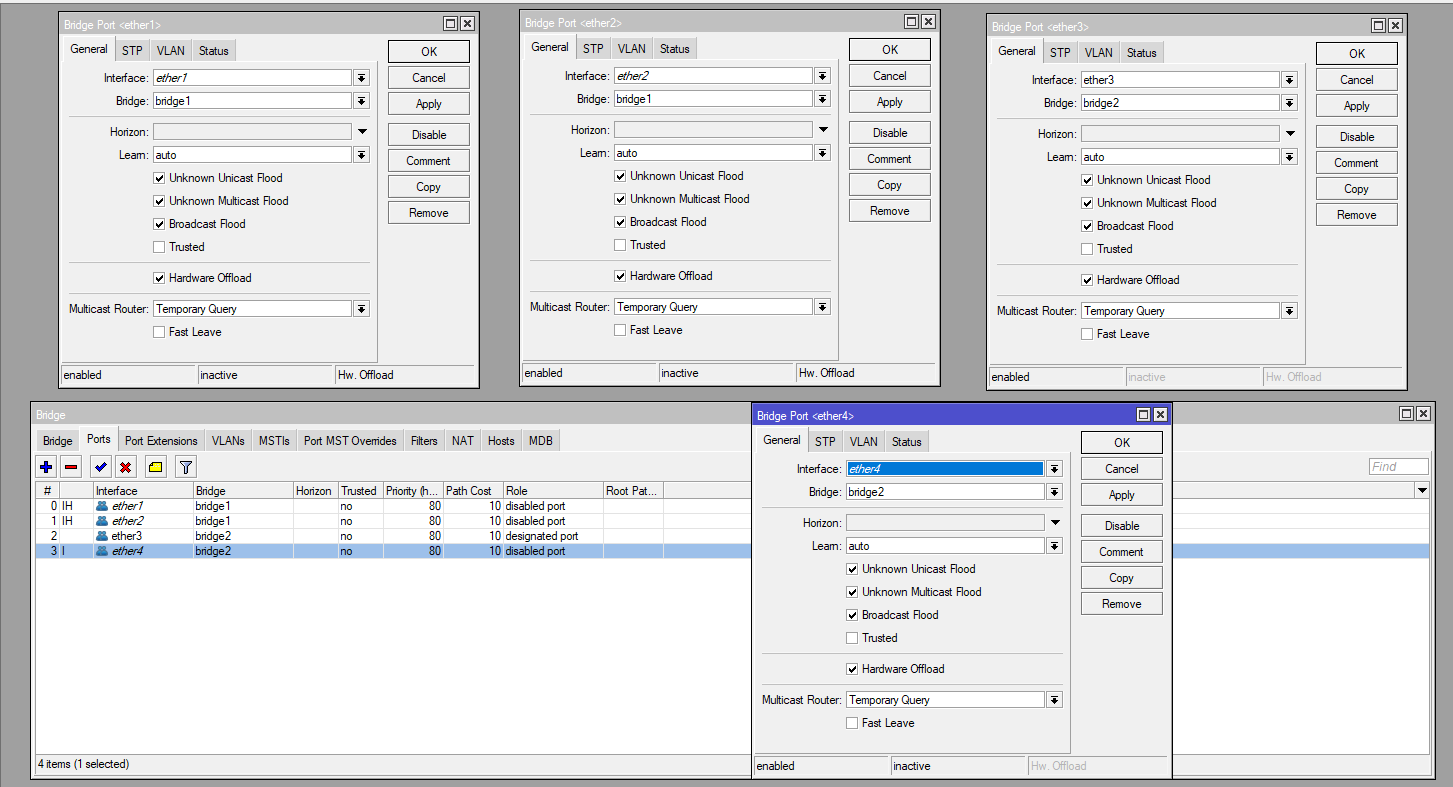 Bridge Port <ether1>
General STP VLAN Status
Interface: ether1
Bridge: bridge1
Horizon:
Learn: auto
Unknown Unicast Flood
Unknown Multicast Flood
Broadcast Flood
Trusted
Hardware Offload
Multicast Router: Temporary Query
Fast Leave
OK
Cancel
Apply
Disable
Comment
Copy
Remove
enabled inactive Hw. Offload
Bridge Port <ether2>
General STP VLAN Status
Interface: ether2
Bridge: bridge1
Horizon:
Learn: auto
Unknown Unicast Flood
Unknown Multicast Flood
Broadcast Flood
Trusted
Hardware Offload
Multicast Router: Temporary Query
Fast Leave
OK
Cancel
Apply
Disable
Comment
Copy
Remove
enabled inactive Hw. Offload
Bridge Port <ether3>
General STP VLAN Status
Interface: ether3
Bridge: bridge2
Horizon:
Learn: auto
Unknown Unicast Flood
Unknown Multicast Flood
Broadcast Flood
Trusted
Hardware Offload
Multicast Router: Temporary Query
Fast Leave
OK
Cancel
Apply
Disable
Comment
Copy
Remove
enabled inactive Hw. Offload
Bridge
Bridge Ports Port Extensions VLANs MSTIs Port MST Overrides Filters NAT Hosts MDB
Find
# Interface Bridge Horizon Trusted Priority (h... Path Cost Role Root Pat...
0 IH ether1 bridge1 no 80 10 disabled port
1 IH ether2 bridge1 no 80 10 disabled port
2 ether3 bridge2 no 80 10 designated port
3 I ether4 bridge2 no 80 10 disabled port
4 items (1 selected)
Bridge Port <ether4>
General STP VLAN Status
Interface: ether4
Bridge: bridge2
Horizon:
Learn: auto
Unknown Unicast Flood
Unknown Multicast Flood
Broadcast Flood
Trusted
Hardware Offload
Multicast Router: Temporary Query
Fast Leave
OK
Cancel
Apply
Disable
Comment
Copy
Remove
enabled inactive Hw. Offload